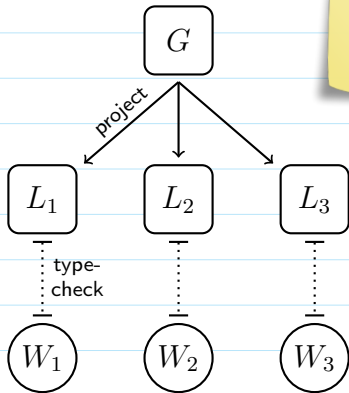 G
project
L₁ L₂ L₃
type-
check
W₁ W₂ W₃